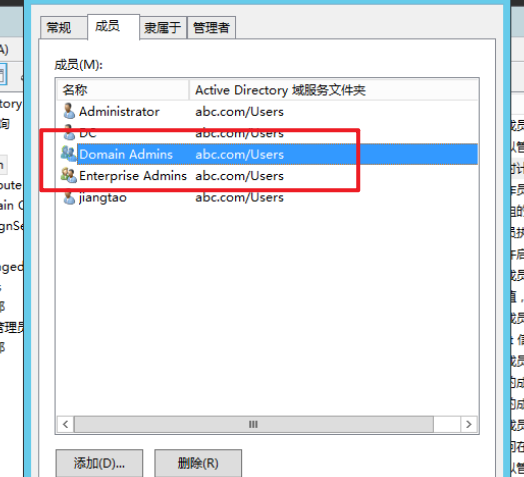 常规 成员 隶属于 管理者
成员(M):
名称 Active Directory 域服务文件夹
Administrator abc.com/Users
DC abc.com/Users
Domain Admins abc.com/Users
Enterprise Admins abc.com/Users
jiangtao abc.com/Users
添加(D)... 删除(R)